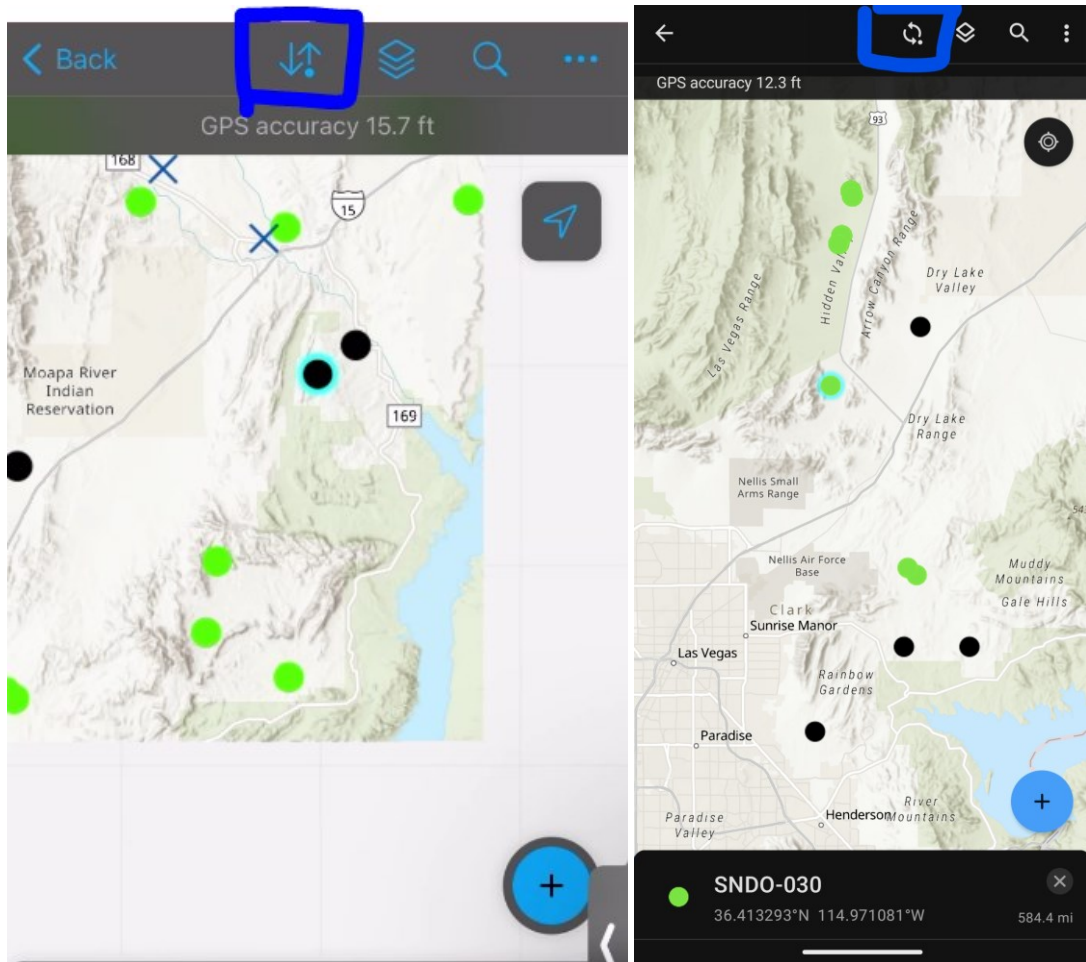 Back
GPS accuracy 15.7 ft
168
15
Moapa River
Indian
Reservation
169
+
GPS accuracy 12.3 ft
93
Las Vegas Range
Hidden Valley
Arrow Canyon Range
Dry Lake
Valley
Dry Lake
Range
Nellis Small
Arms Range
Nellis Air Force
Base
Muddy
Mountains
Gale Hills
Clark
Sunrise Manor
Las Vegas
Rainbow
Gardens
Paradise
Paradise
Valley
Henderson
River
Mountains
+
SNDO-030
36.413293°N 114.971081°W
584.4 mi